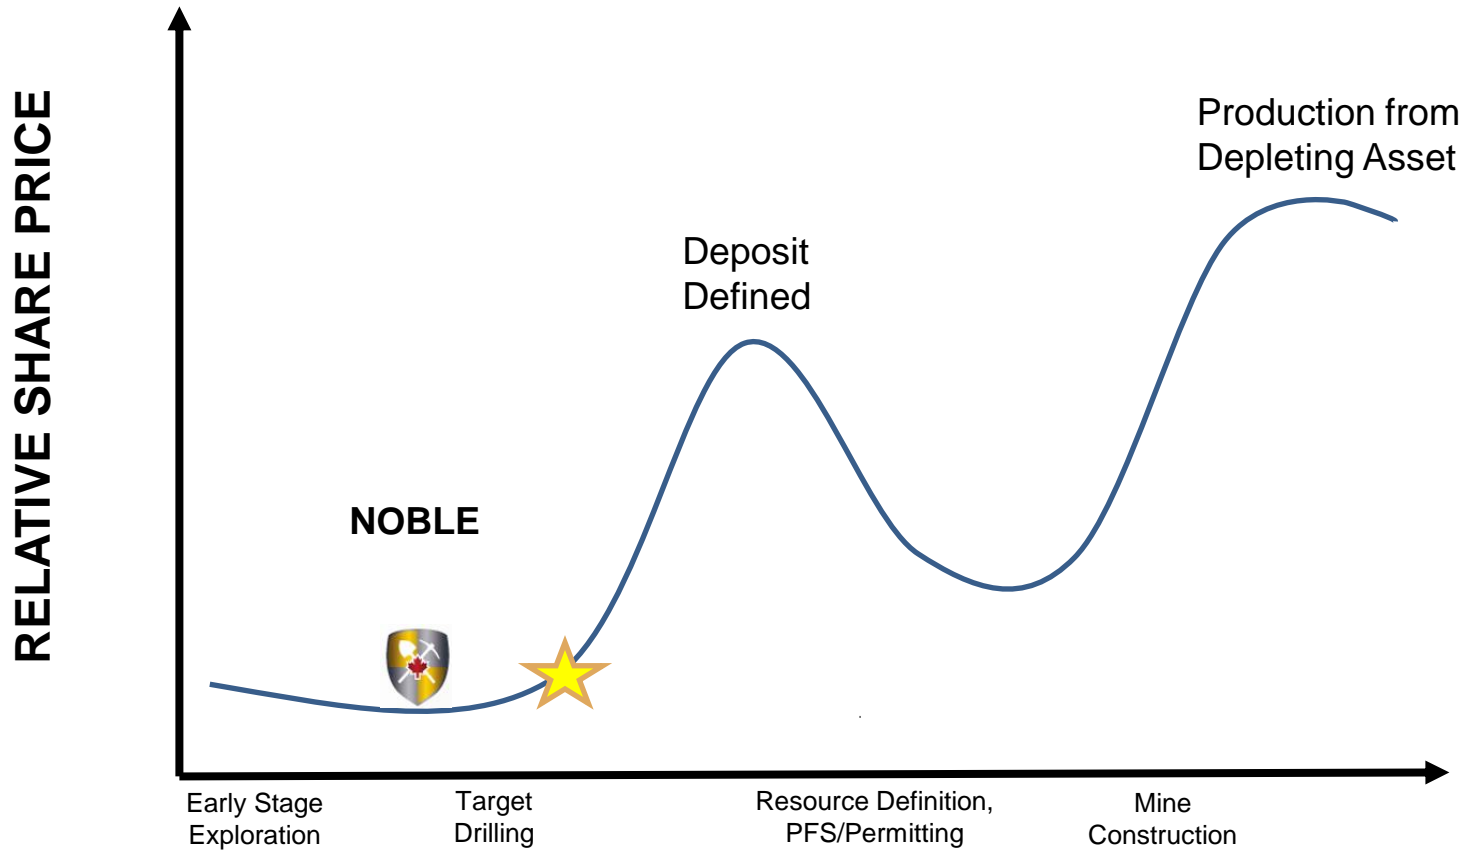 RELATIVE SHARE PRICE
Production from
Depleting Asset
Deposit
Defined
NOBLE
Early Stage
Exploration
Target
Drilling
Resource Definition,
PFS/Permitting
Mine
Construction